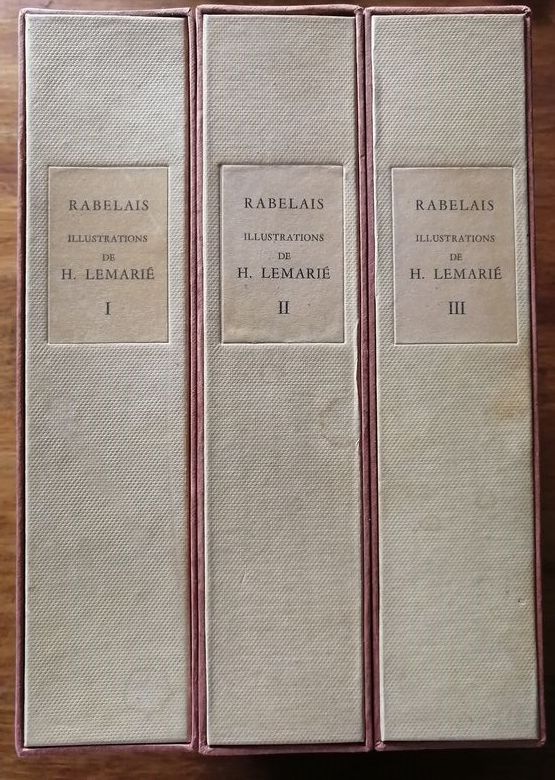 RABELAIS
ILLUSTRATIONS
DE
H. LEMARIÉ
I
RABELAIS
ILLUSTRATIONS
DE
H. LEMARIÉ
II
RABELAIS
ILLUSTRATIONS
DE
H. LEMARIÉ
III